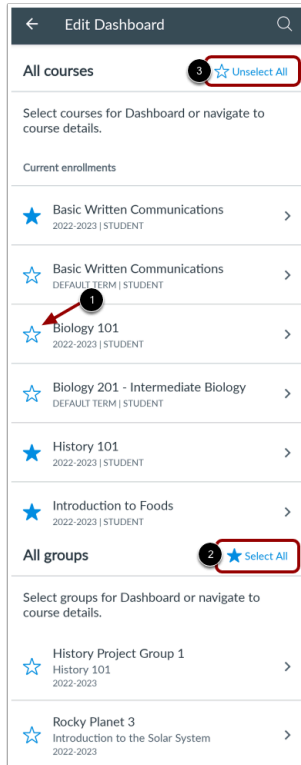 Edit Dashboard
All courses
3
Unselect All
Select courses for Dashboard or navigate to
course details.
Current enrollments
Basic Written Communications
2022-2023 | STUDENT
Basic Written Communications
DEFAULT TERM | STUDENT
1
Biology 101
2022-2023 | STUDENT
Biology 201 - Intermediate Biology
DEFAULT TERM | STUDENT
History 101
2022-2023 | STUDENT
Introduction to Foods
2022-2023 | STUDENT
All groups
2
Select All
Select groups for Dashboard or navigate to
course details.
History Project Group 1
History 101
2022-2023
Rocky Planet 3
Introduction to the Solar System
2022-2023